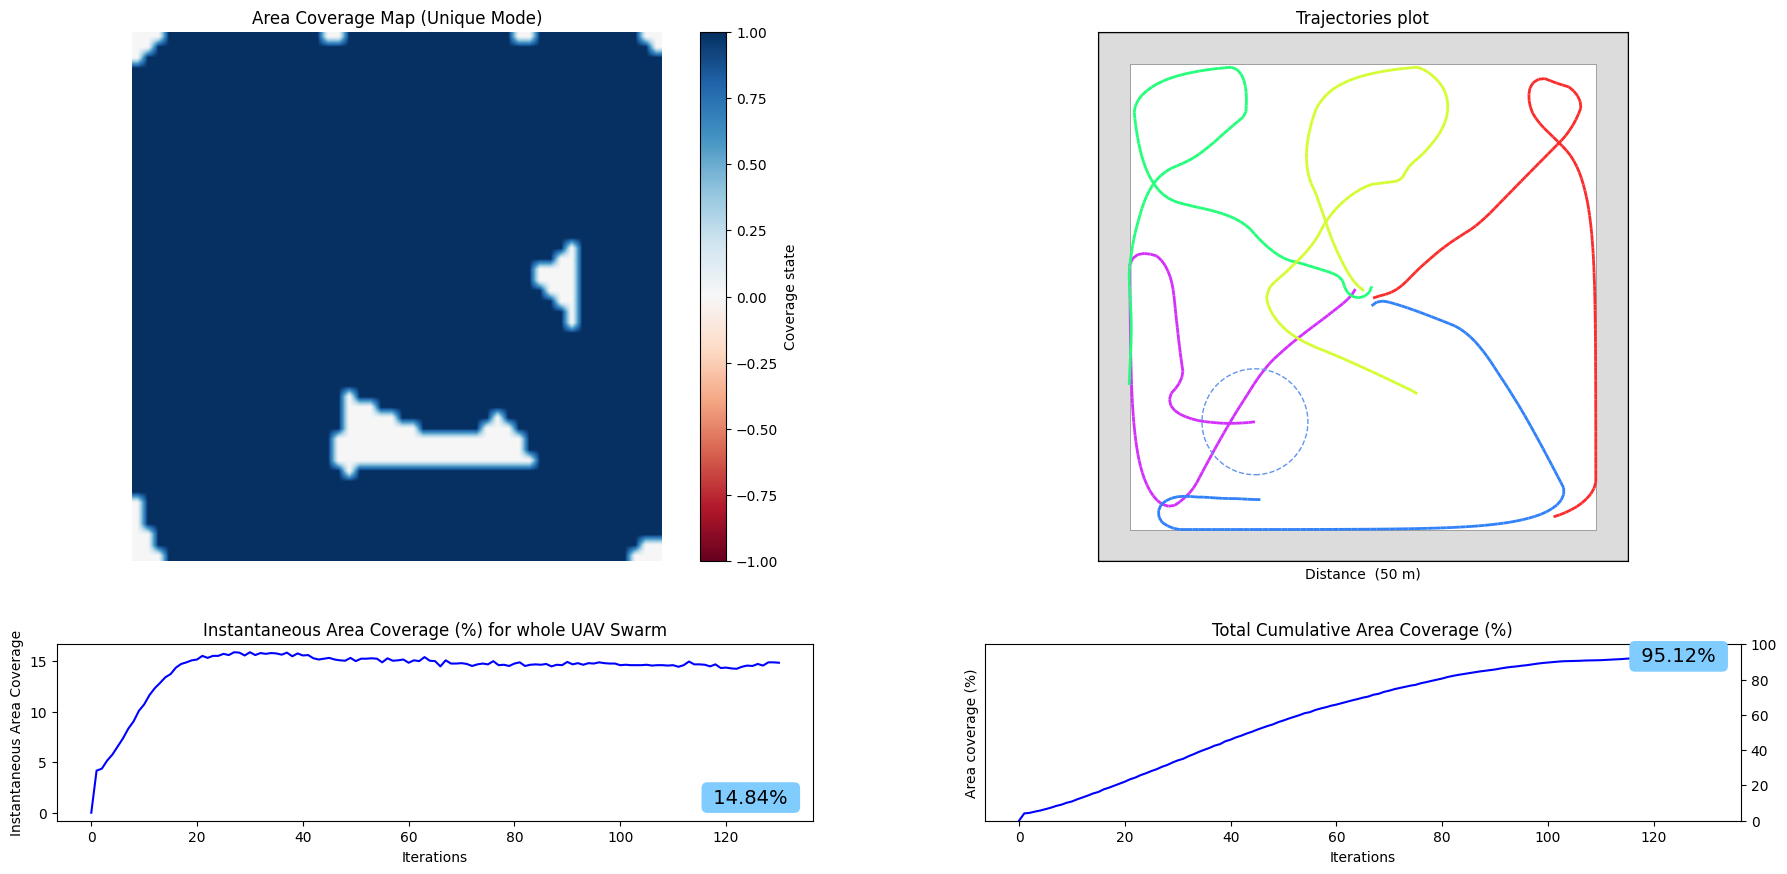 Area Coverage Map (Unique Mode)
1.00
0.75
0.50
0.25
0.00
−0.25
−0.50
−0.75
−1.00
Coverage state
Trajectories plot
Distance  (50 m)
Instantaneous Area Coverage (%) for whole UAV Swarm
Instantaneous Area Coverage
15
10
5
0
14.84%
0 20 40 60 80 100 120
Iterations
Total Cumulative Area Coverage (%)
Area coverage (%)
95.12%
100
80
60
40
20
0
0 20 40 60 80 100 120
Iterations